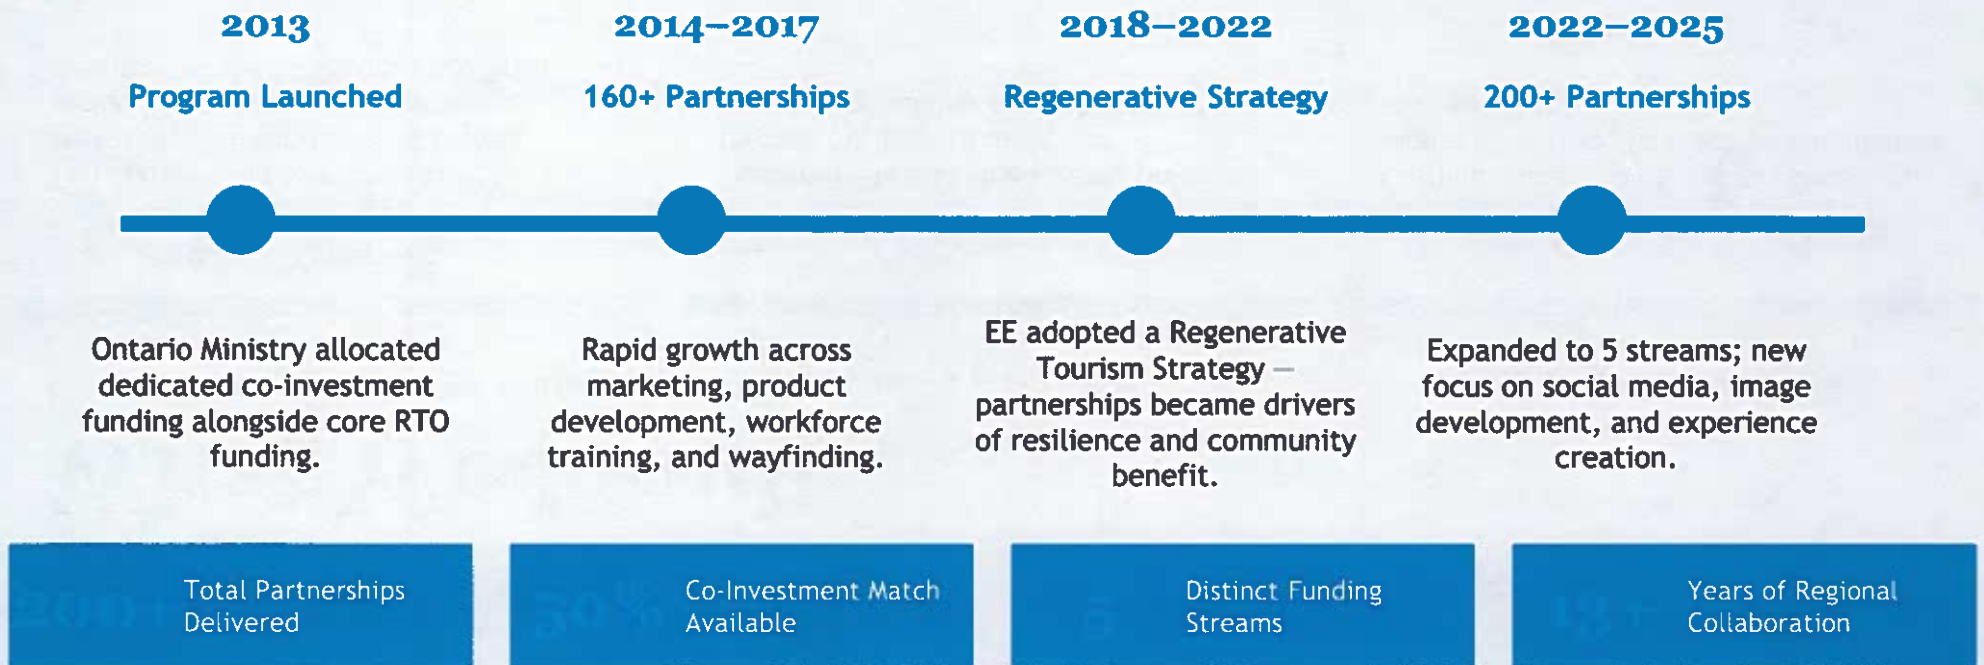 2013
Program Launched
Ontario Ministry allocated
dedicated co-investment
funding alongside core RTO
funding.
2014–2017
160+ Partnerships
Rapid growth across
marketing, product
development, workforce
training, and wayfinding.
2018–2022
Regenerative Strategy
EE adopted a Regenerative
Tourism Strategy —
partnerships became drivers
of resilience and community
benefit.
2022–2025
200+ Partnerships
Expanded to 5 streams; new
focus on social media, image
development, and experience
creation.
200+
Total Partnerships
Delivered
50%
Co-Investment Match
Available
5
Distinct Funding
Streams
Years of Regional
Collaboration